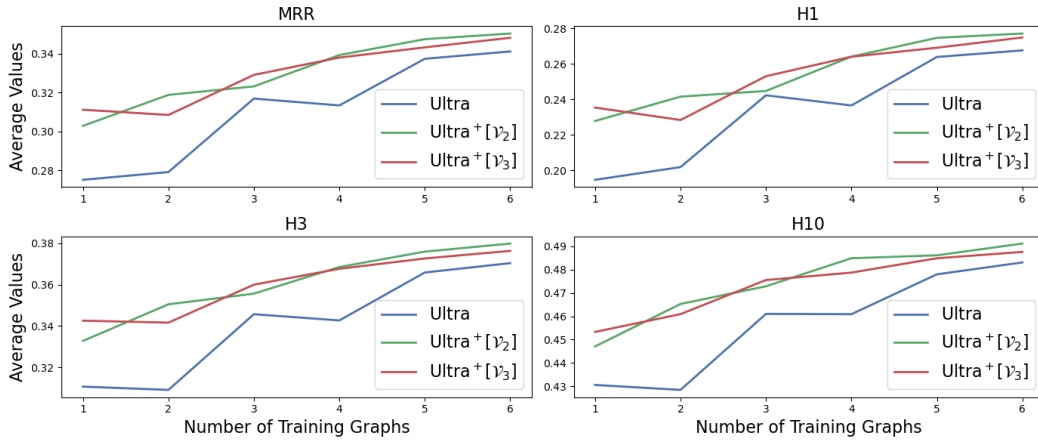 MRR
H1
Average Values
0.34
0.32
0.30
0.28
Ultra
Ultra⁺[𝒱₂]
Ultra⁺[𝒱₃]
1 2 3 4 5 6
0.28
0.26
0.24
0.22
0.20
Ultra
Ultra⁺[𝒱₂]
Ultra⁺[𝒱₃]
1 2 3 4 5 6
H3
H10
Average Values
0.38
0.36
0.34
0.32
Ultra
Ultra⁺[𝒱₂]
Ultra⁺[𝒱₃]
1 2 3 4 5 6
Number of Training Graphs
0.49
0.48
0.47
0.46
0.45
0.44
0.43
Ultra
Ultra⁺[𝒱₂]
Ultra⁺[𝒱₃]
1 2 3 4 5 6
Number of Training Graphs